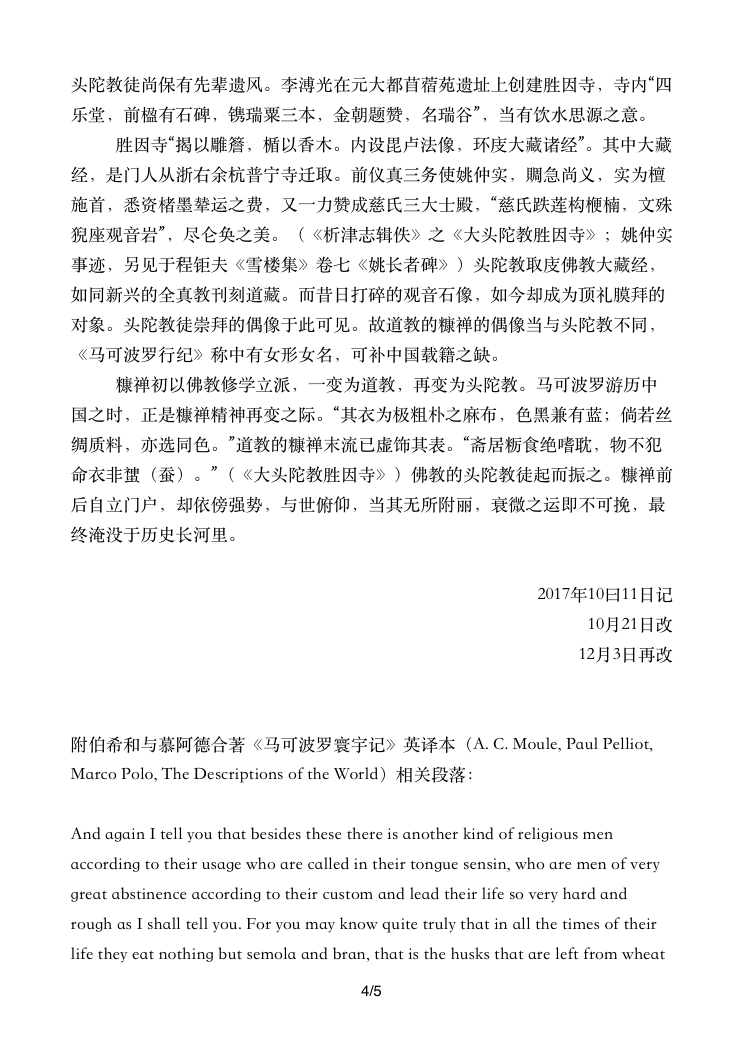 头陀教徒尚保有先辈遗风。李溥光在元大都苜蓿苑遗址上创建胜因寺，寺内“四
乐堂，前楹有石碑，镌瑞粟三本，金朝题赞，名瑞谷”，当有饮水思源之意。
胜因寺“揭以雕甍，楯以香木。内设毘卢法像，环庋大藏诸经”。其中大藏
经，是门人从浙右余杭普宁寺迁取。前仪真三务使姚仲实，赒急尚义，实为檀
施首，悉资楮墨辇运之费，又一力赞成慈氏三大士殿，“慈氏跌莲构楩楠，文殊
猊座观音岩”，尽仑奂之美。（《析津志辑佚》之《大头陀教胜因寺》；姚仲实
事迹，另见于程钜夫《雪楼集》卷七《姚长者碑》）头陀教取庋佛教大藏经，
如同新兴的全真教刊刻道藏。而昔日打碎的观音石像，如今却成为顶礼膜拜的
对象。头陀教徒崇拜的偶像于此可见。故道教的糠禅的偶像当与头陀教不同，
《马可波罗行纪》称中有女形女名，可补中国载籍之缺。
糠禅初以佛教修学立派，一变为道教，再变为头陀教。马可波罗游历中
国之时，正是糠禅精神再变之际。“其衣为极粗朴之麻布，色黑兼有蓝；倘若丝
绸质料，亦选同色。”道教的糠禅末流已虚饰其表。“斋居粝食绝嗜耽，物不犯
命衣非蝅（蚕）。”（《大头陀教胜因寺》）佛教的头陀教徒起而振之。糠禅前
后自立门户，却依傍强势，与世俯仰，当其无所附丽，衰微之运即不可挽，最
终淹没于历史长河里。
2017年10曰11日记
10月21日改
12月3日再改
附伯希和与慕阿德合著《马可波罗寰宇记》英译本（A. C. Moule, Paul Pelliot,
Marco Polo, The Descriptions of the World）相关段落：
And again I tell you that besides these there is another kind of religious men
according to their usage who are called in their tongue sensin, who are men of very
great abstinence according to their custom and lead their life so very hard and
rough as I shall tell you. For you may know quite truly that in all the times of their
life they eat nothing but semola and bran, that is the husks that are left from wheat
4/5